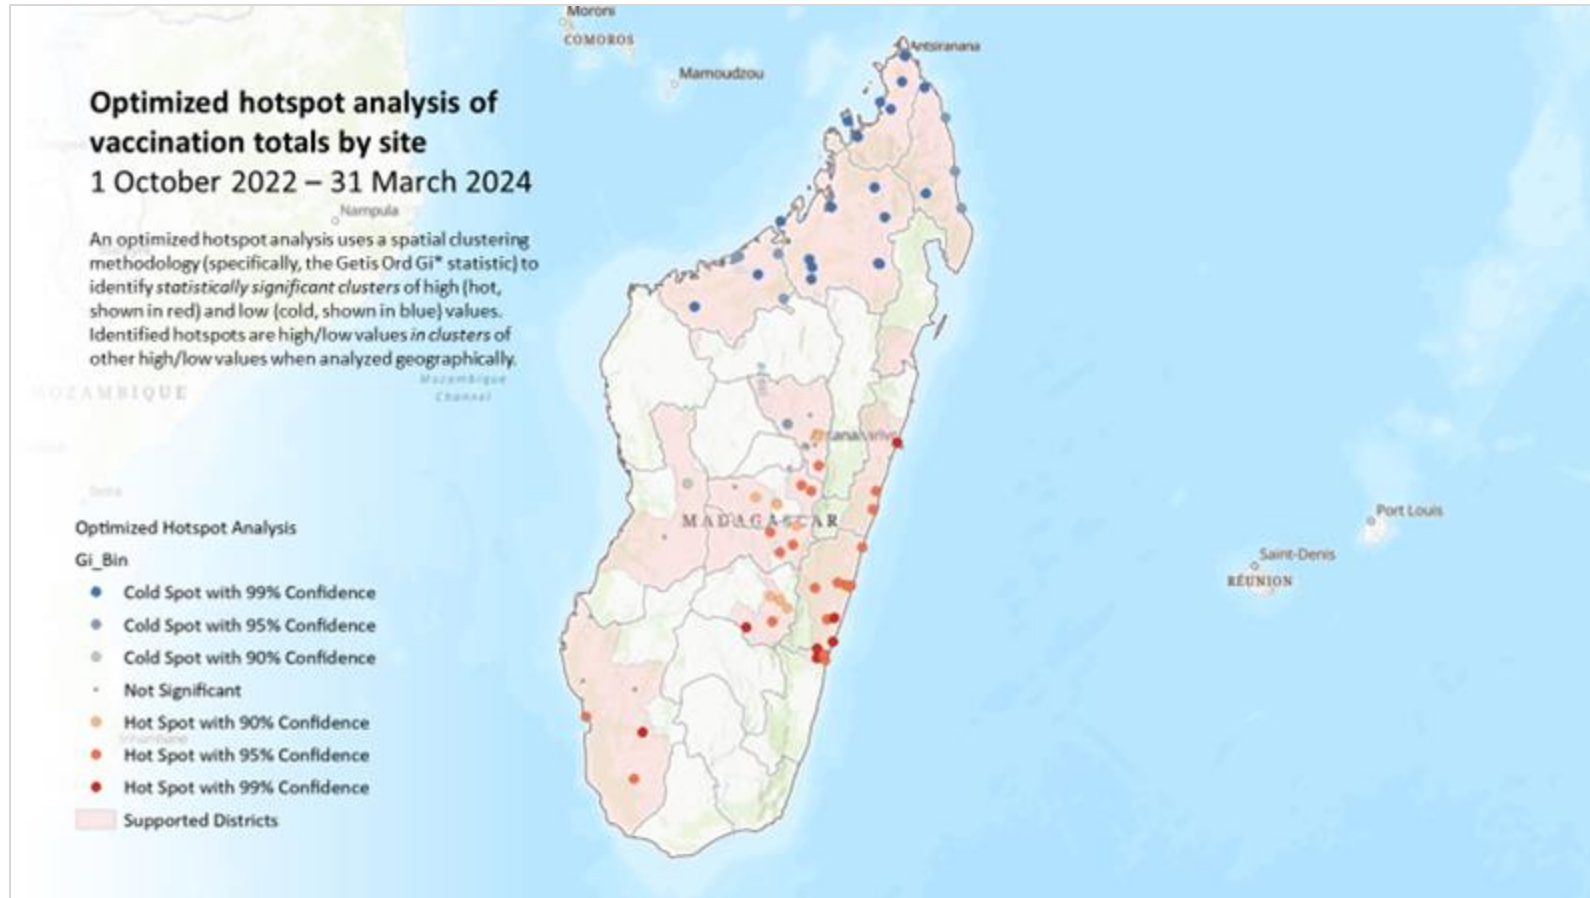 Moroni
COMOROS
Antsiranana
Mamoudzou
Optimized hotspot analysis of
vaccination totals by site
1 October 2022 – 31 March 2024
Nampula
An optimized hotspot analysis uses a spatial clustering
methodology (specifically, the Getis Ord Gi* statistic) to
identify statistically significant clusters of high (hot,
shown in red) and low (cold, shown in blue) values.
Identified hotspots are high/low values in clusters of
other high/low values when analyzed geographically.
Mozambique
Channel
MOZAMBIQUE
MADAGASCAR
Port Louis
Saint-Denis
RÉUNION
Optimized Hotspot Analysis
Gi_Bin
Cold Spot with 99% Confidence
Cold Spot with 95% Confidence
Cold Spot with 90% Confidence
Not Significant
Hot Spot with 90% Confidence
Hot Spot with 95% Confidence
Hot Spot with 99% Confidence
Supported Districts